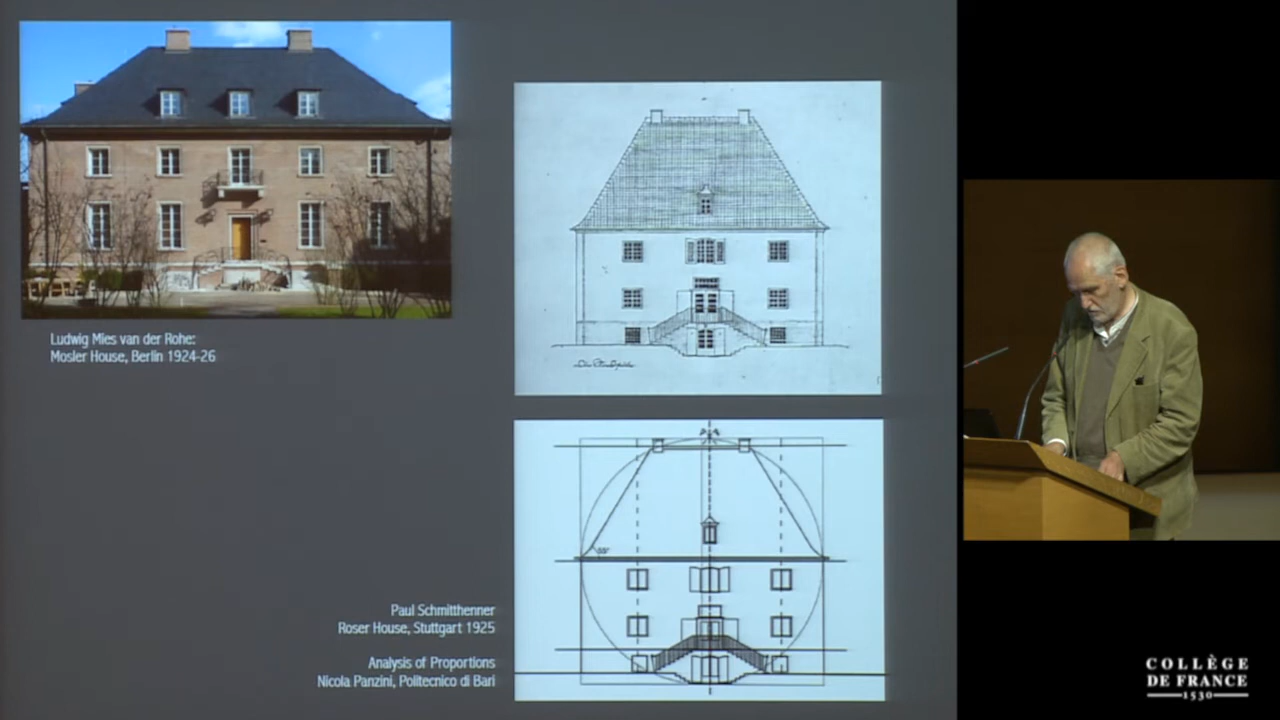 Ludwig Mies van der Rohe:
Mosler House, Berlin 1924-26
Paul Schmitthenner
Roser House, Stuttgart 1925
Analysis of Proportions
Nicola Panzini, Politecnico di Bari
55°
COLLÈGE
DE FRANCE
1530